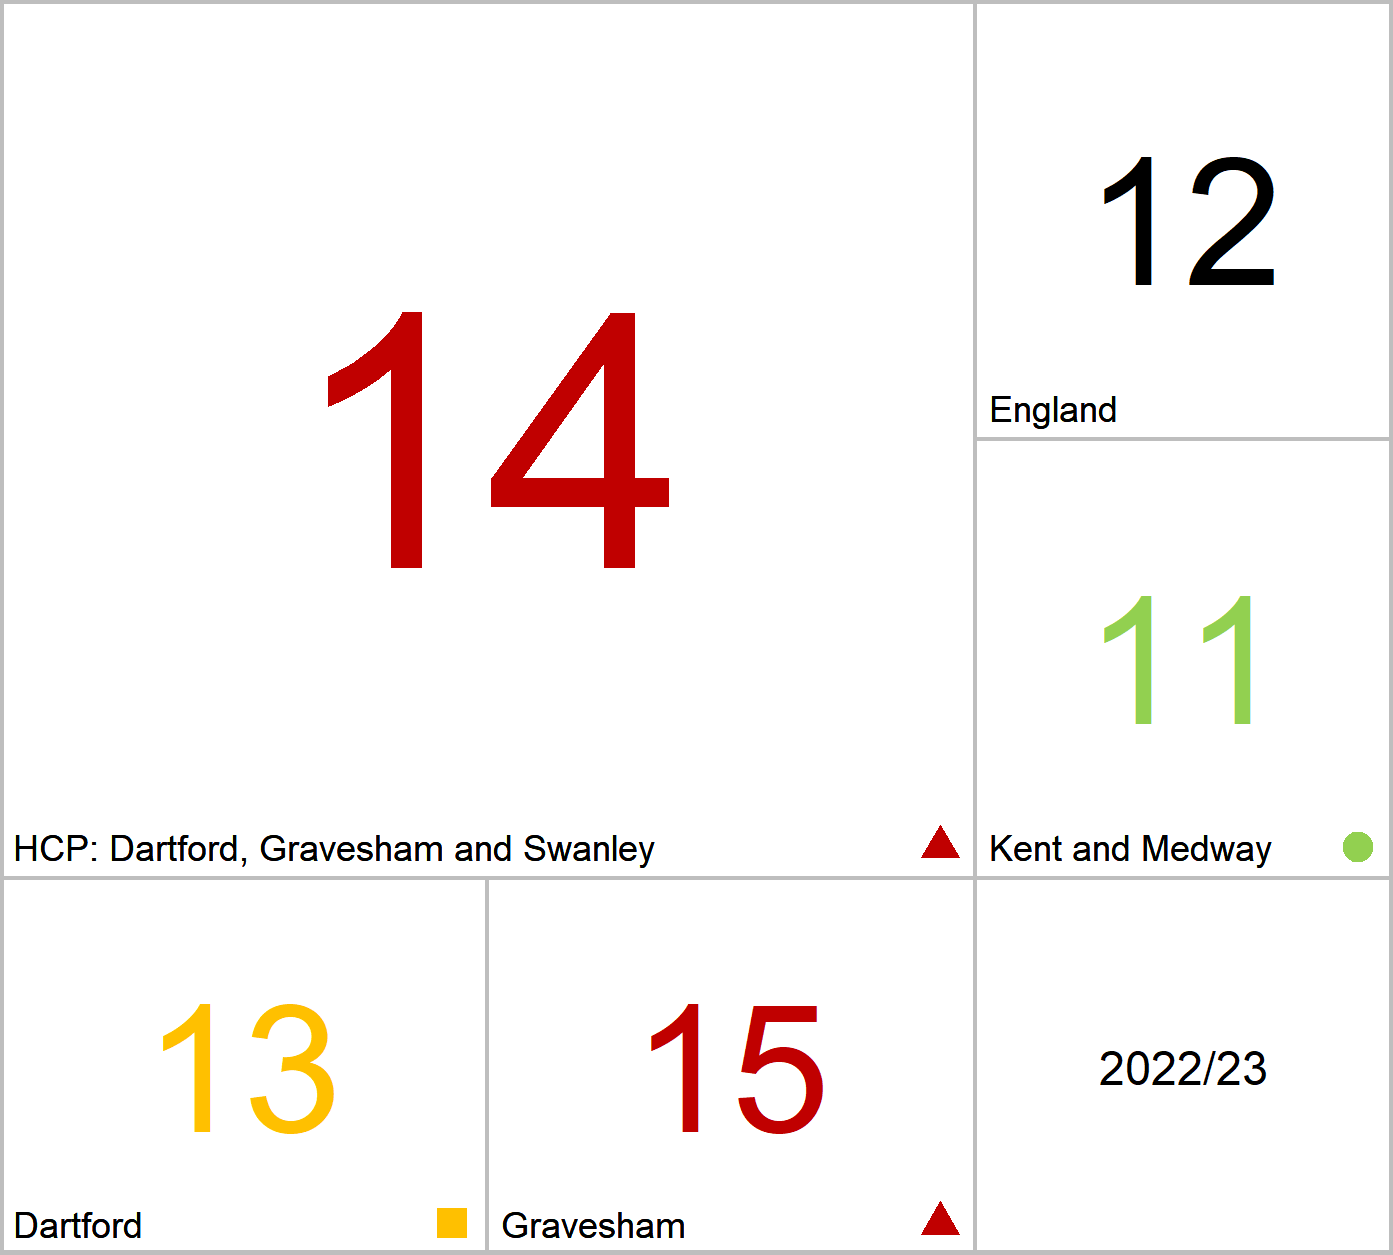 14
HCP: Dartford, Gravesham and Swanley
12
England
11
Kent and Medway
13
Dartford
15
Gravesham
2022/23